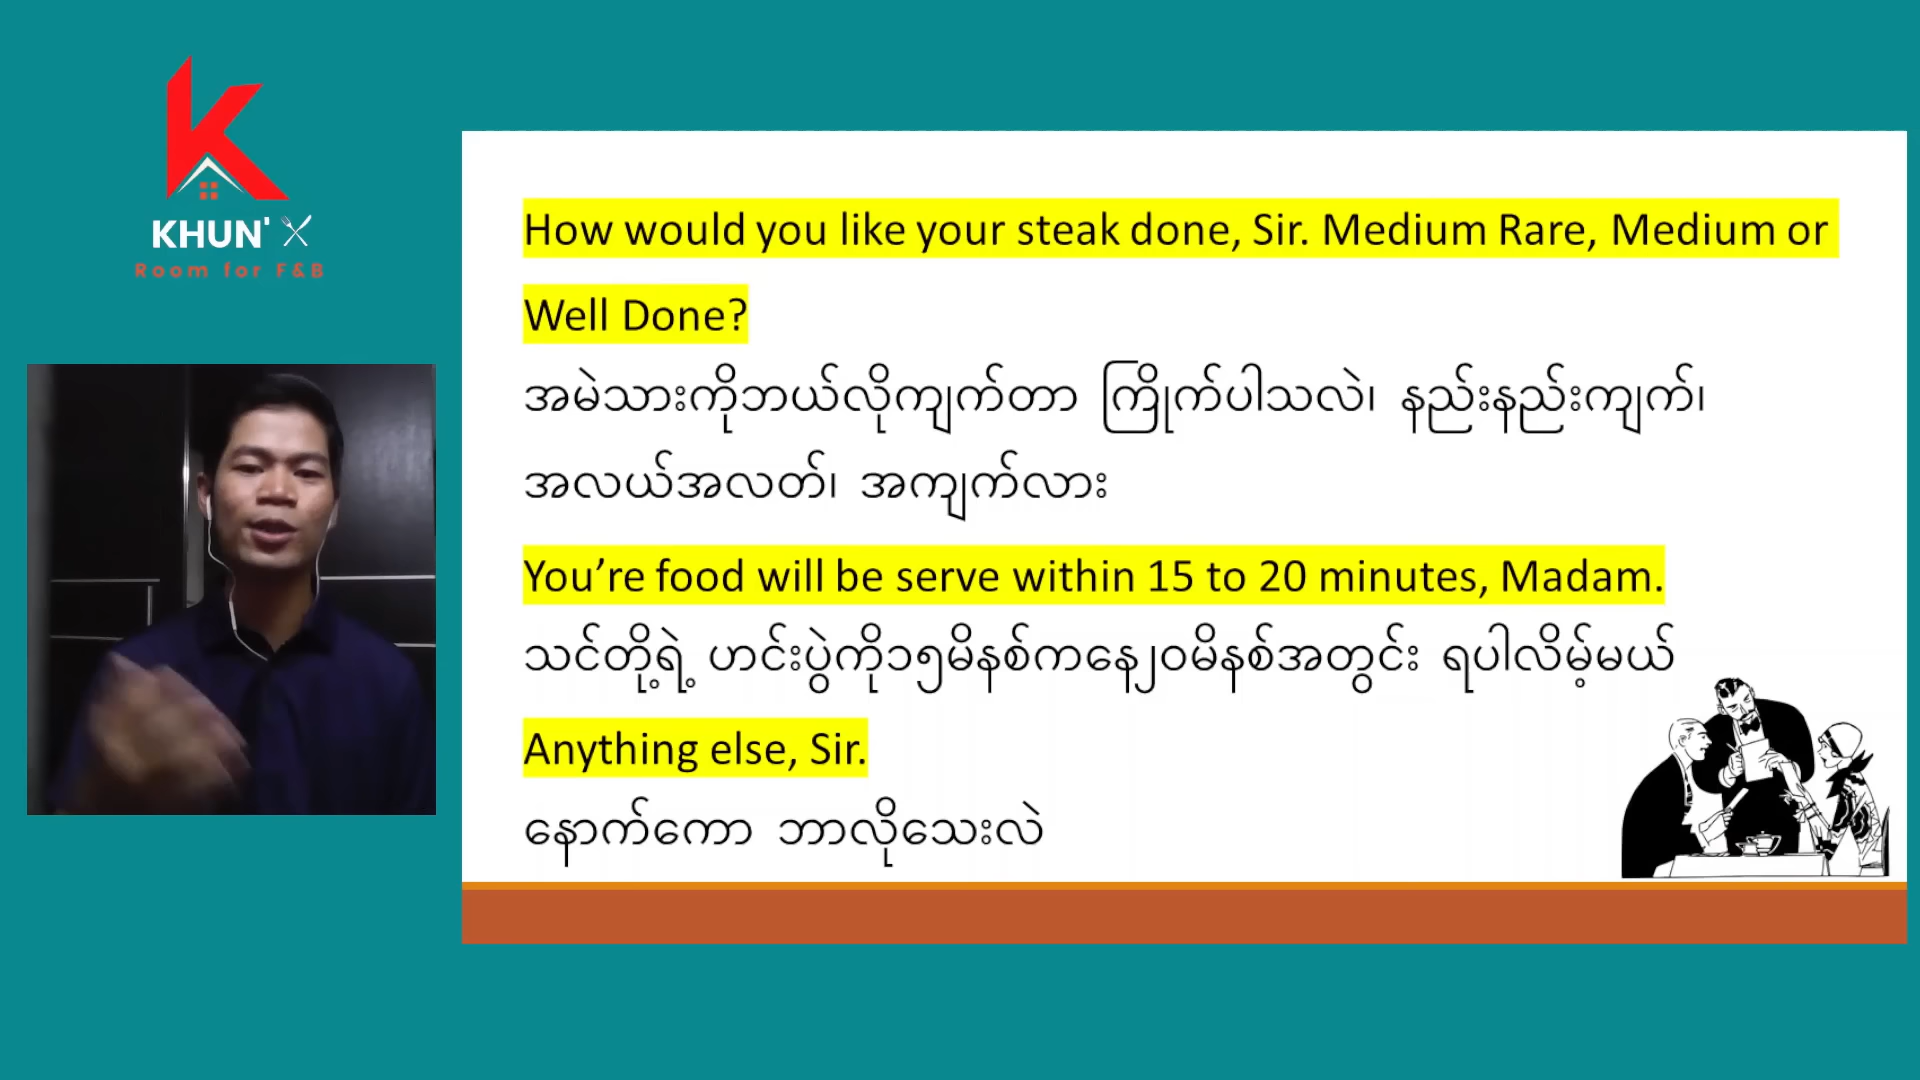 KHUN'
Room for F&B
How would you like your steak done, Sir. Medium Rare, Medium or
Well Done?
အမဲသားကိုဘယ်လိုကျက်တာ ကြိုက်ပါသလဲ၊ နည်းနည်းကျက်၊
အလယ်အလတ်၊ အကျက်လား
You’re food will be serve within 15 to 20 minutes, Madam.
သင်တို့ရဲ့ ဟင်းပွဲကို၁၅မိနစ်ကနေ၂၀မိနစ်အတွင်း ရပါလိမ့်မယ်
Anything else, Sir.
နောက်ကော ဘာလိုသေးလဲ